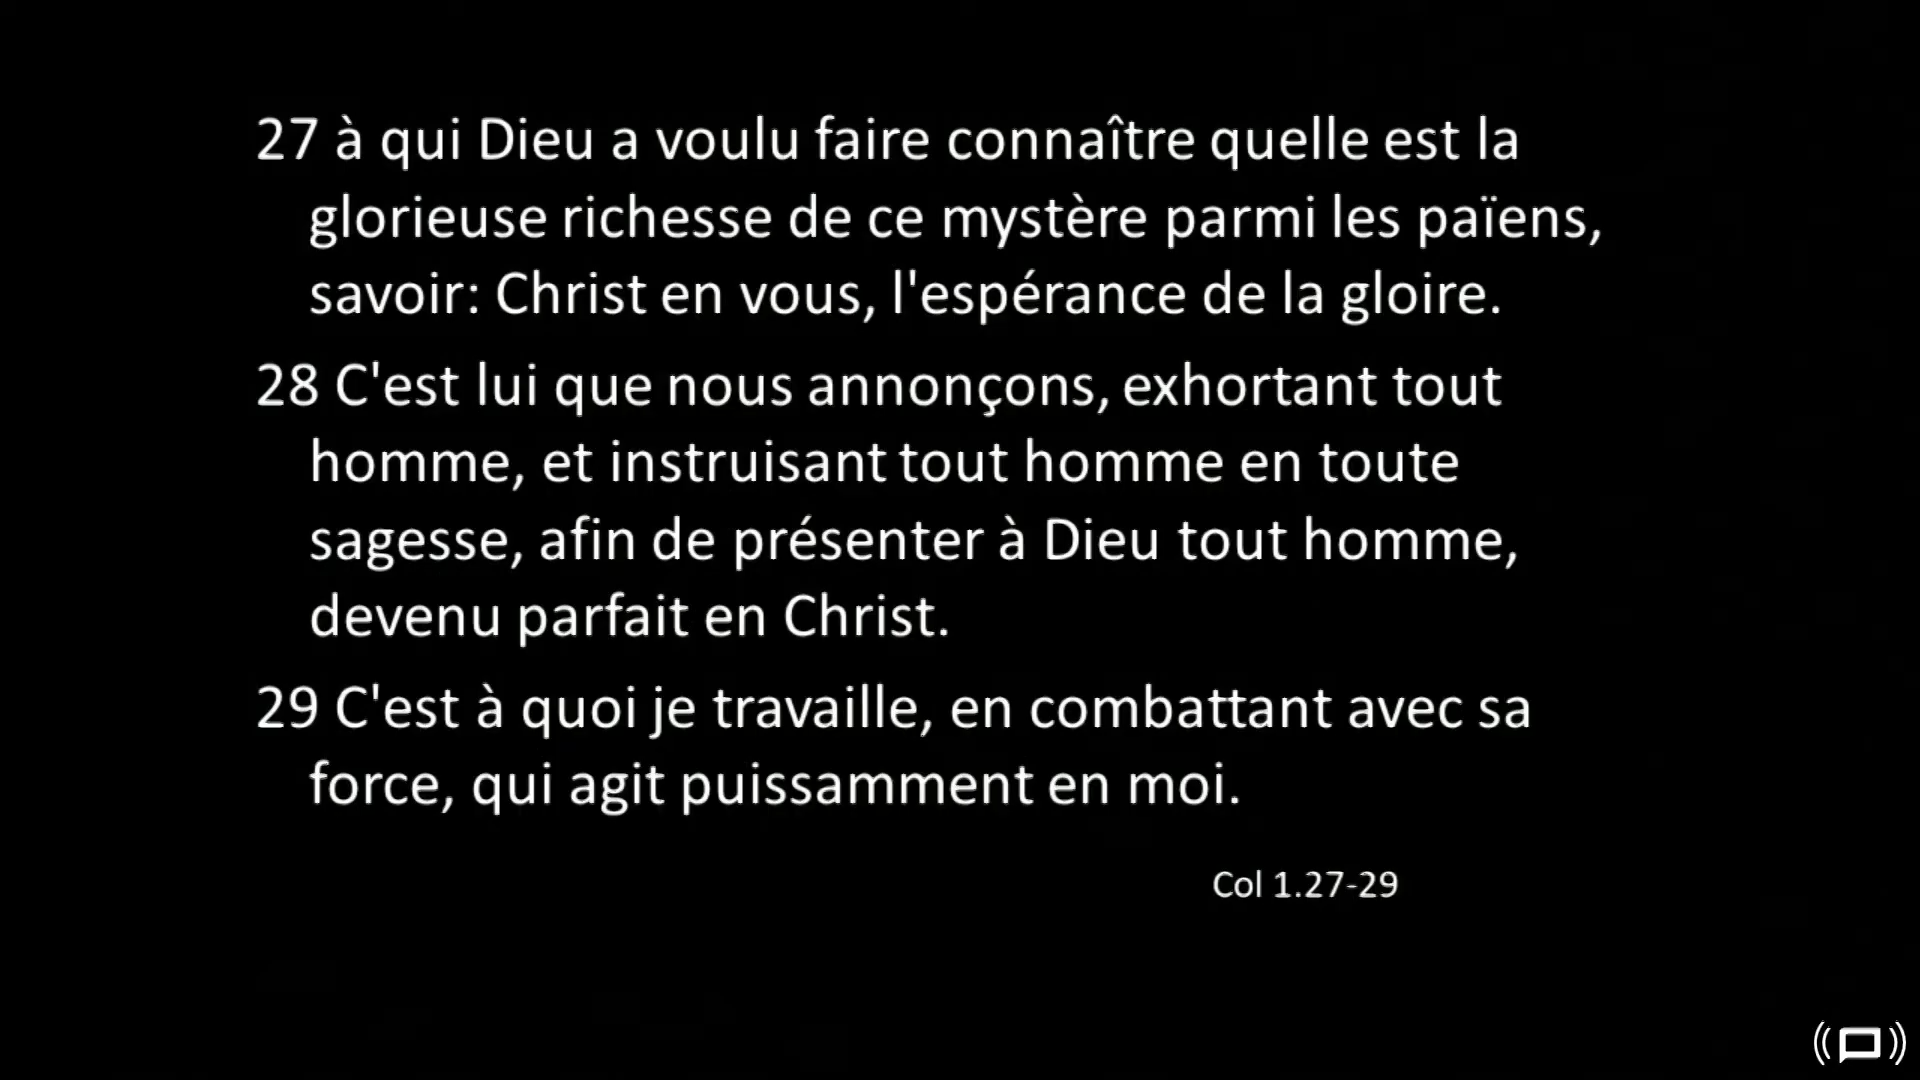 27 à qui Dieu a voulu faire connaître quelle est la
glorieuse richesse de ce mystère parmi les païens,
savoir: Christ en vous, l'espérance de la gloire.
28 C'est lui que nous annonçons, exhortant tout
homme, et instruisant tout homme en toute
sagesse, afin de présenter à Dieu tout homme,
devenu parfait en Christ.
29 C'est à quoi je travaille, en combattant avec sa
force, qui agit puissamment en moi.
Col 1.27-29